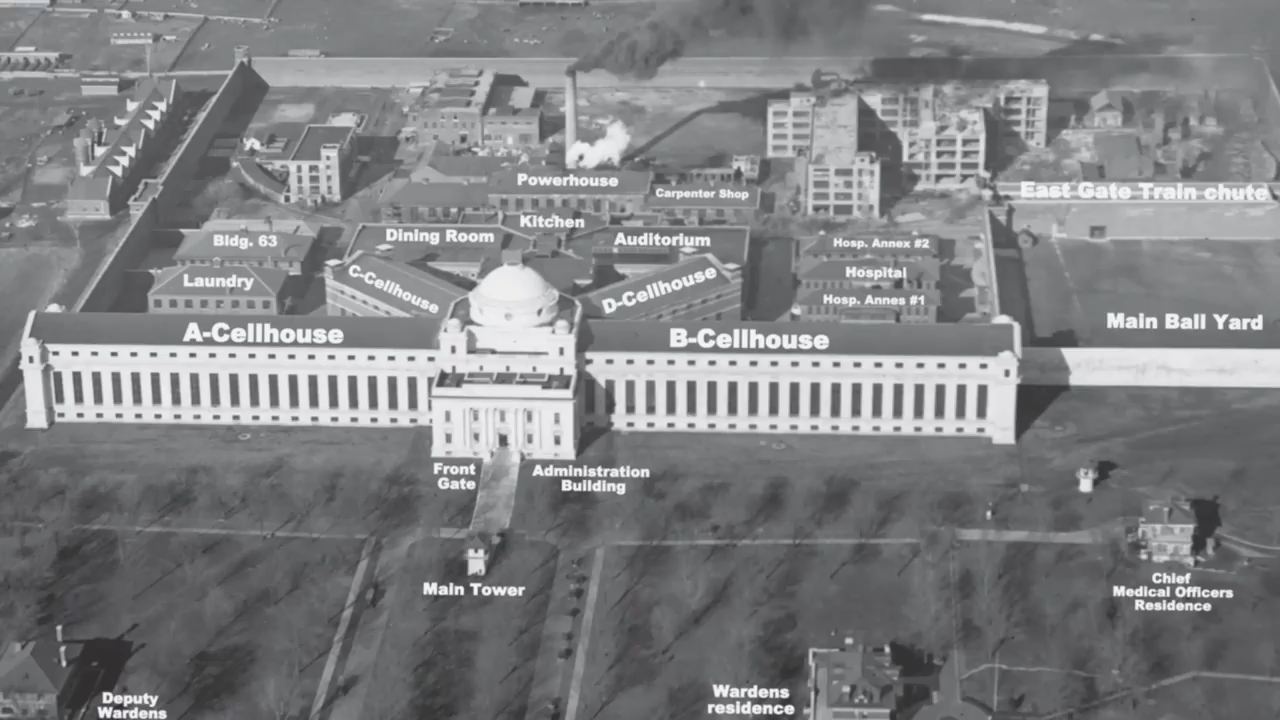 Powerhouse
Carpenter Shop
East Gate Train chute
Kitchen
Dining Room
Auditorium
Bldg. 63
Hosp. Annex #2
Laundry
C-Cellhouse
D-Cellhouse
Hospital
Hosp. Annes #1
A-Cellhouse
B-Cellhouse
Main Ball Yard
Front
Gate
Administration
Building
Main Tower
Chief
Medical Officers
Residence
Deputy
Wardens
Wardens
residence